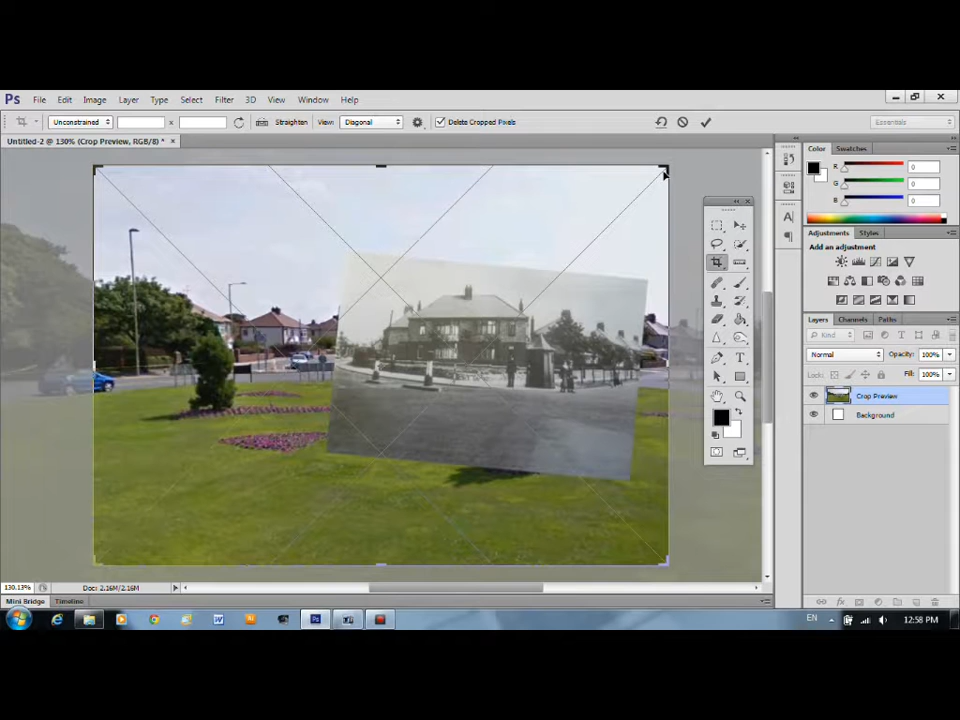 Ps File Edit Image Layer Type Select Filter 3D View Window Help
Unconstrained x Straighten View: Diagonal Delete Cropped Pixels Essentials
Untitled-2 @ 130% (Crop Preview, RGB/8) * ×
Color Swatches
R 0
G 0
B 0
Adjustments Styles
Add an adjustment
Layers Channels Paths
Kind
Normal Opacity: 100%
Lock: Fill: 100%
Crop Preview
Background
130.13% Doc: 2.16M/2.16M
Mini Bridge Timeline
EN 12:58 PM